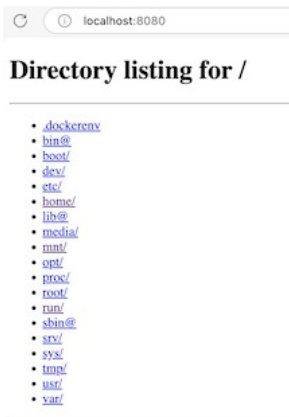 localhost:8080
Directory listing for /
.dockerenv
bin@
boot/
dev/
etc/
home/
lib@
media/
mnt/
opt/
proc/
root/
run/
sbin@
srv/
sys/
tmp/
usr/
var/